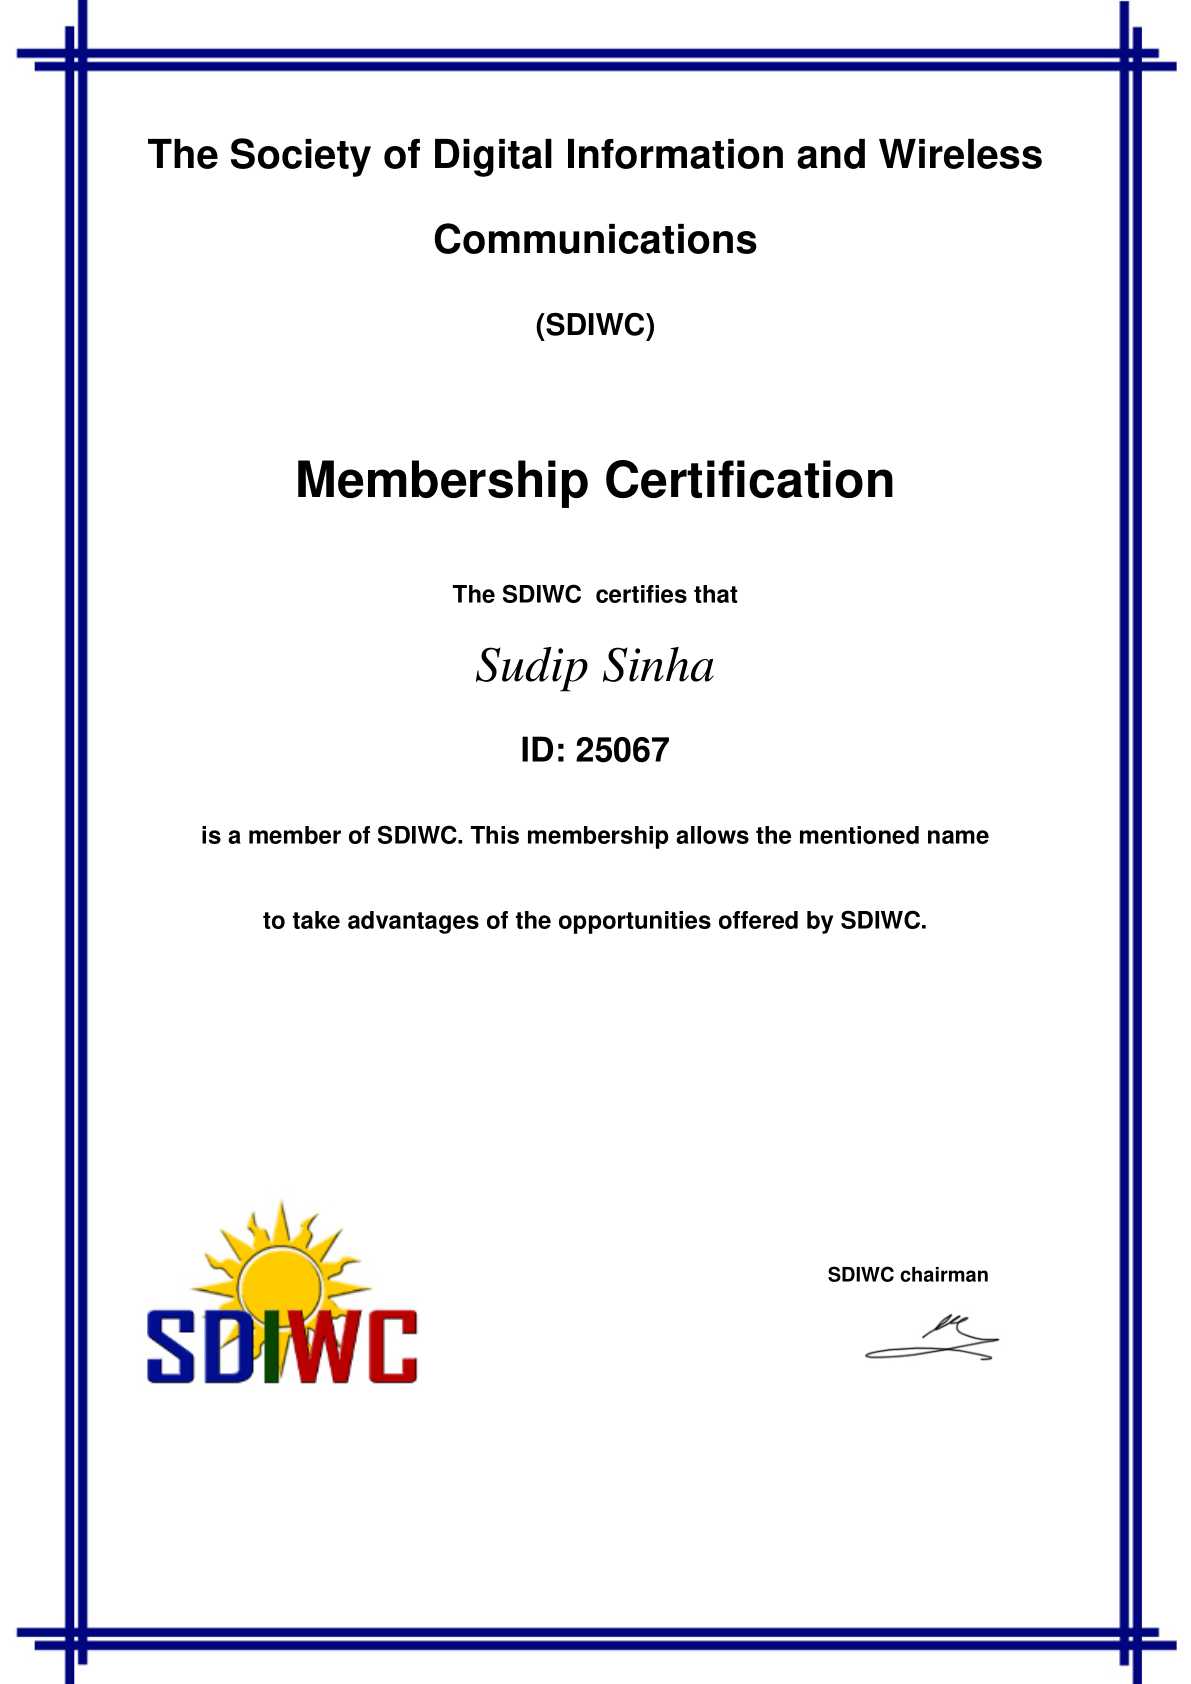 The Society of Digital Information and Wireless
Communications
(SDIWC)
Membership Certification
The SDIWC  certifies that
Sudip Sinha
ID: 25067
is a member of SDIWC. This membership allows the mentioned name
to take advantages of the opportunities offered by SDIWC.
SDIWC chairman
SDIWC